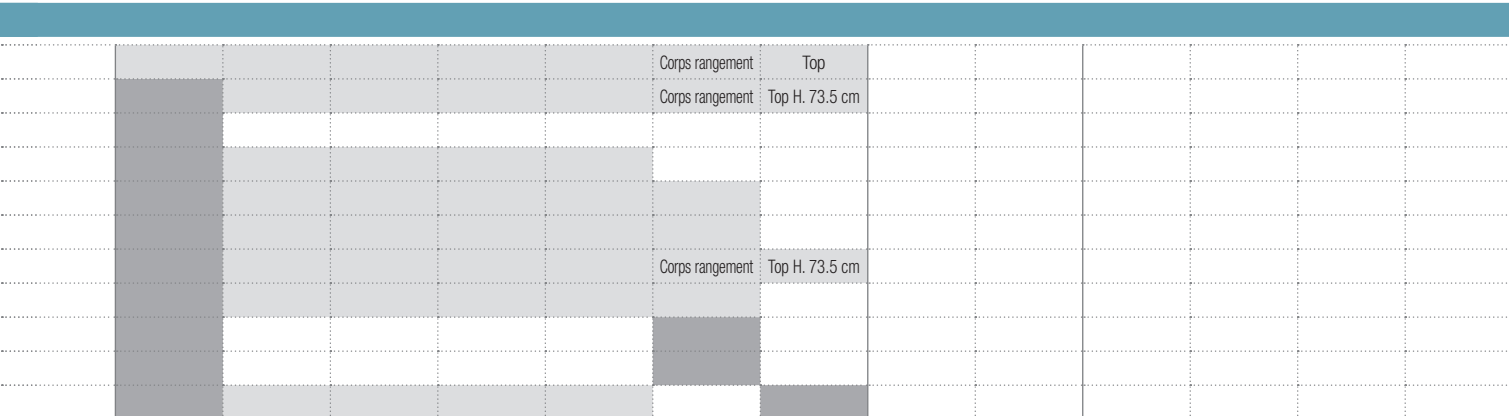 Corps rangement Top
Corps rangement Top H. 73.5 cm
Corps rangement Top H. 73.5 cm